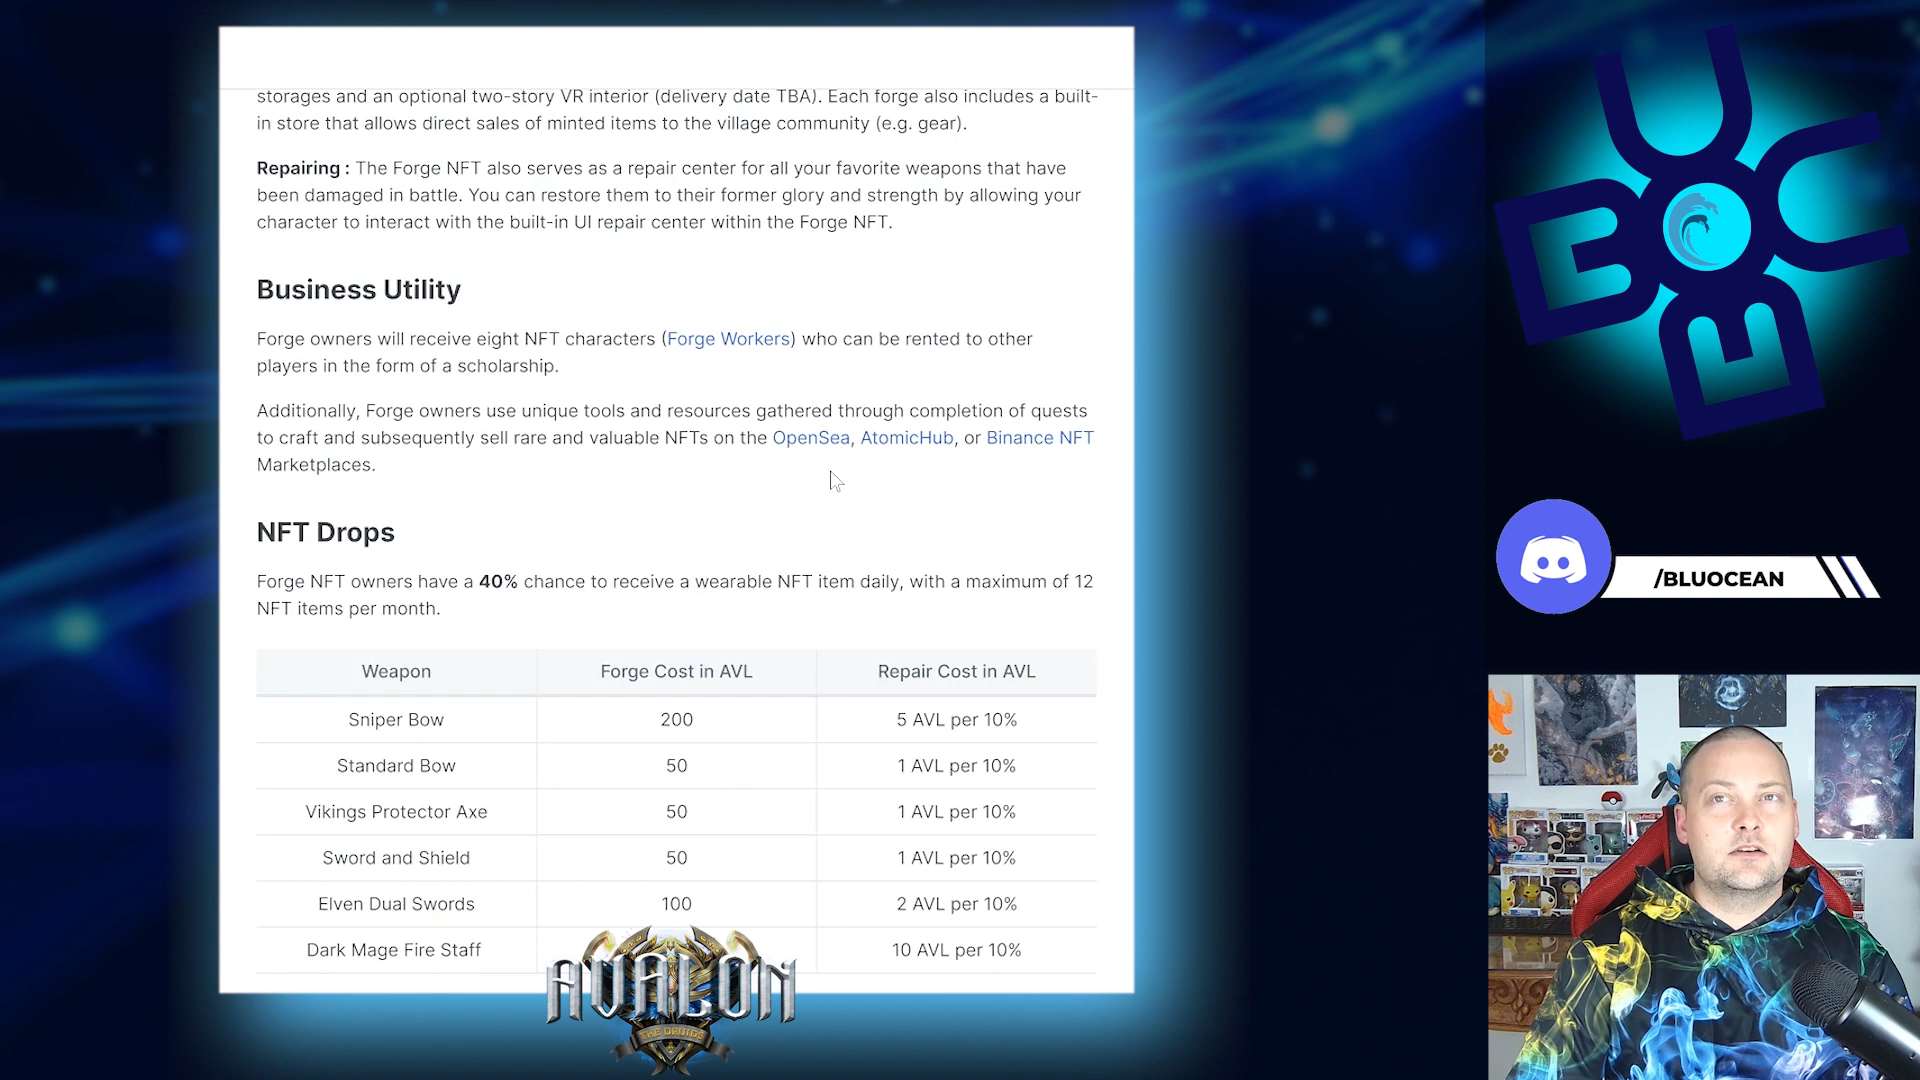 storages and an optional two-story VR interior (delivery date TBA). Each forge also includes a built-
in store that allows direct sales of minted items to the village community (e.g. gear).
Repairing : The Forge NFT also serves as a repair center for all your favorite weapons that have
been damaged in battle. You can restore them to their former glory and strength by allowing your
character to interact with the built-in UI repair center within the Forge NFT.
Business Utility
Forge owners will receive eight NFT characters (Forge Workers) who can be rented to other
players in the form of a scholarship.
Additionally, Forge owners use unique tools and resources gathered through completion of quests
to craft and subsequently sell rare and valuable NFTs on the OpenSea, AtomicHub, or Binance NFT
Marketplaces.
NFT Drops
Forge NFT owners have a 40% chance to receive a wearable NFT item daily, with a maximum of 12
NFT items per month.
Weapon Forge Cost in AVL Repair Cost in AVL
Sniper Bow 200 5 AVL per 10%
Standard Bow 50 1 AVL per 10%
Vikings Protector Axe 50 1 AVL per 10%
Sword and Shield 50 1 AVL per 10%
Elven Dual Swords 100 2 AVL per 10%
Dark Mage Fire Staff 10 AVL per 10%
AVALON
THE DRUIDS
/BLUOCEAN